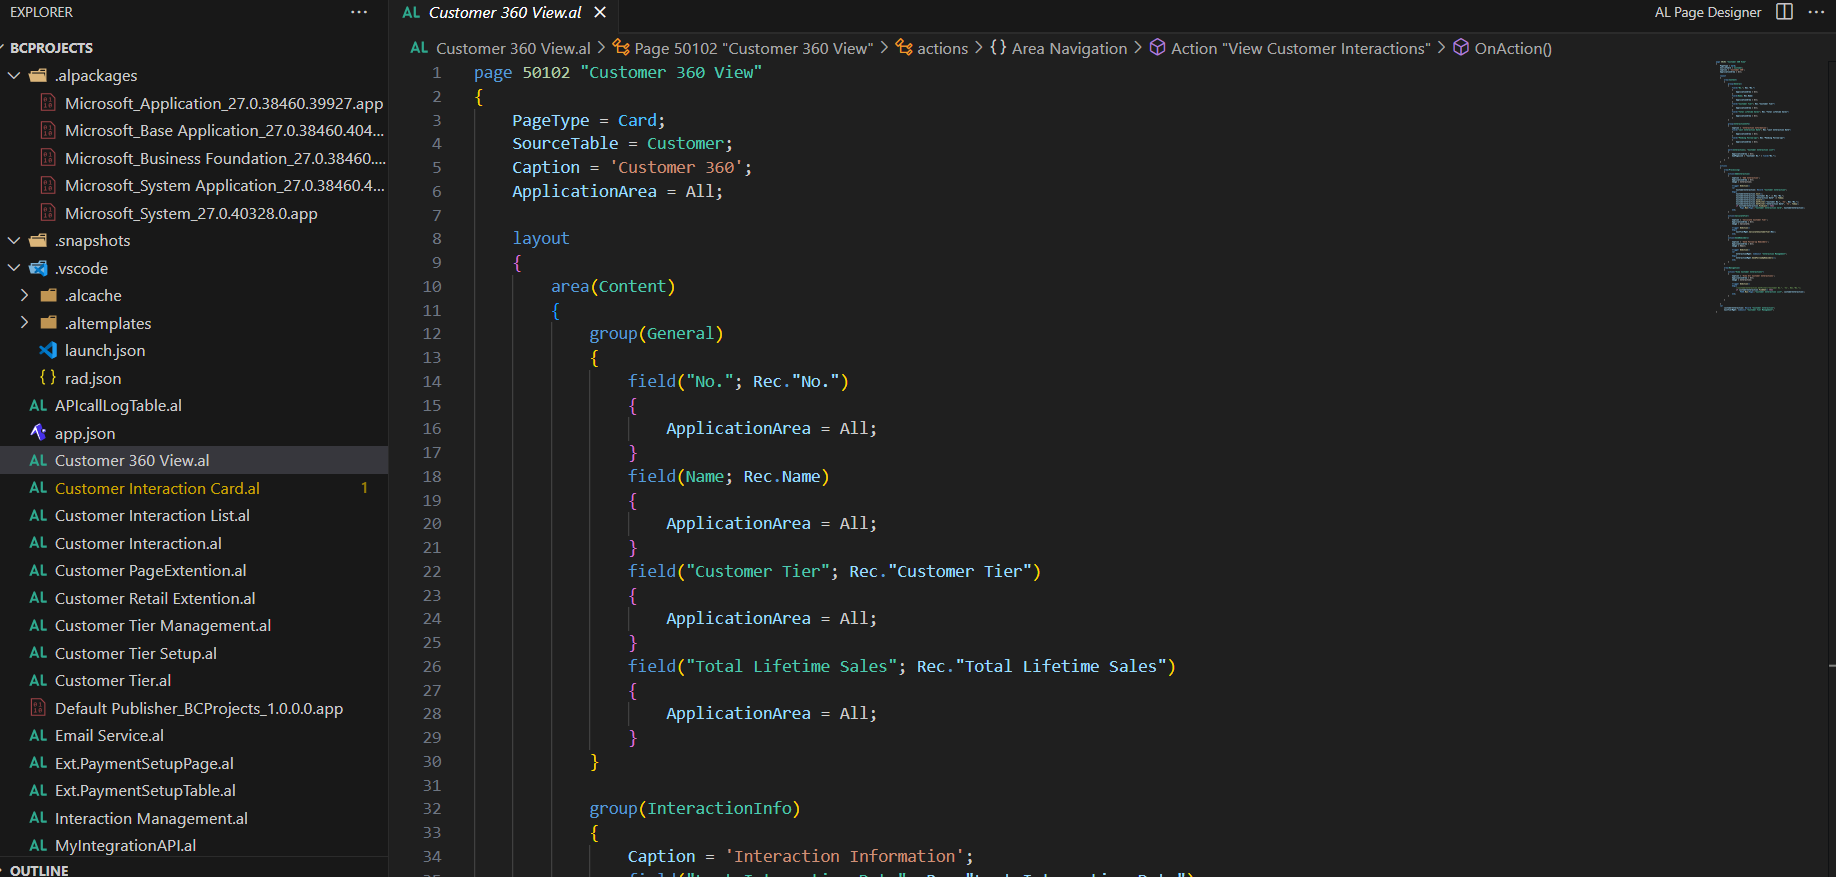 EXPLORER
BCPROJECTS
.alpackages
Microsoft_Application_27.0.38460.39927.app
Microsoft_Base Application_27.0.38460.404...
Microsoft_Business Foundation_27.0.38460....
Microsoft_System Application_27.0.38460.4...
Microsoft_System_27.0.40328.0.app
.snapshots
.vscode
.alcache
.altemplates
launch.json
{} rad.json
AL APIcallLogTable.al
app.json
AL Customer 360 View.al
AL Customer Interaction Card.al 1
AL Customer Interaction List.al
AL Customer Interaction.al
AL Customer PageExtention.al
AL Customer Retail Extention.al
AL Customer Tier Management.al
AL Customer Tier Setup.al
AL Customer Tier.al
Default Publisher_BCProjects_1.0.0.0.app
AL Email Service.al
AL Ext.PaymentSetupPage.al
AL Ext.PaymentSetupTable.al
AL Interaction Management.al
AL MyIntegrationAPI.al
OUTLINE
AL Customer 360 View.al
AL Page Designer
AL Customer 360 View.al > Page 50102 "Customer 360 View" > actions > {} Area Navigation > Action "View Customer Interactions" > OnAction()
1 page 50102 "Customer 360 View"
2 {
3 PageType = Card;
4 SourceTable = Customer;
5 Caption = 'Customer 360';
6 ApplicationArea = All;
7
8 layout
9 {
10 area(Content)
11 {
12 group(General)
13 {
14 field("No."; Rec."No.")
15 {
16 ApplicationArea = All;
17 }
18 field(Name; Rec.Name)
19 {
20 ApplicationArea = All;
21 }
22 field("Customer Tier"; Rec."Customer Tier")
23 {
24 ApplicationArea = All;
25 }
26 field("Total Lifetime Sales"; Rec."Total Lifetime Sales")
27 {
28 ApplicationArea = All;
29 }
30 }
31
32 group(InteractionInfo)
33 {
34 Caption = 'Interaction Information';